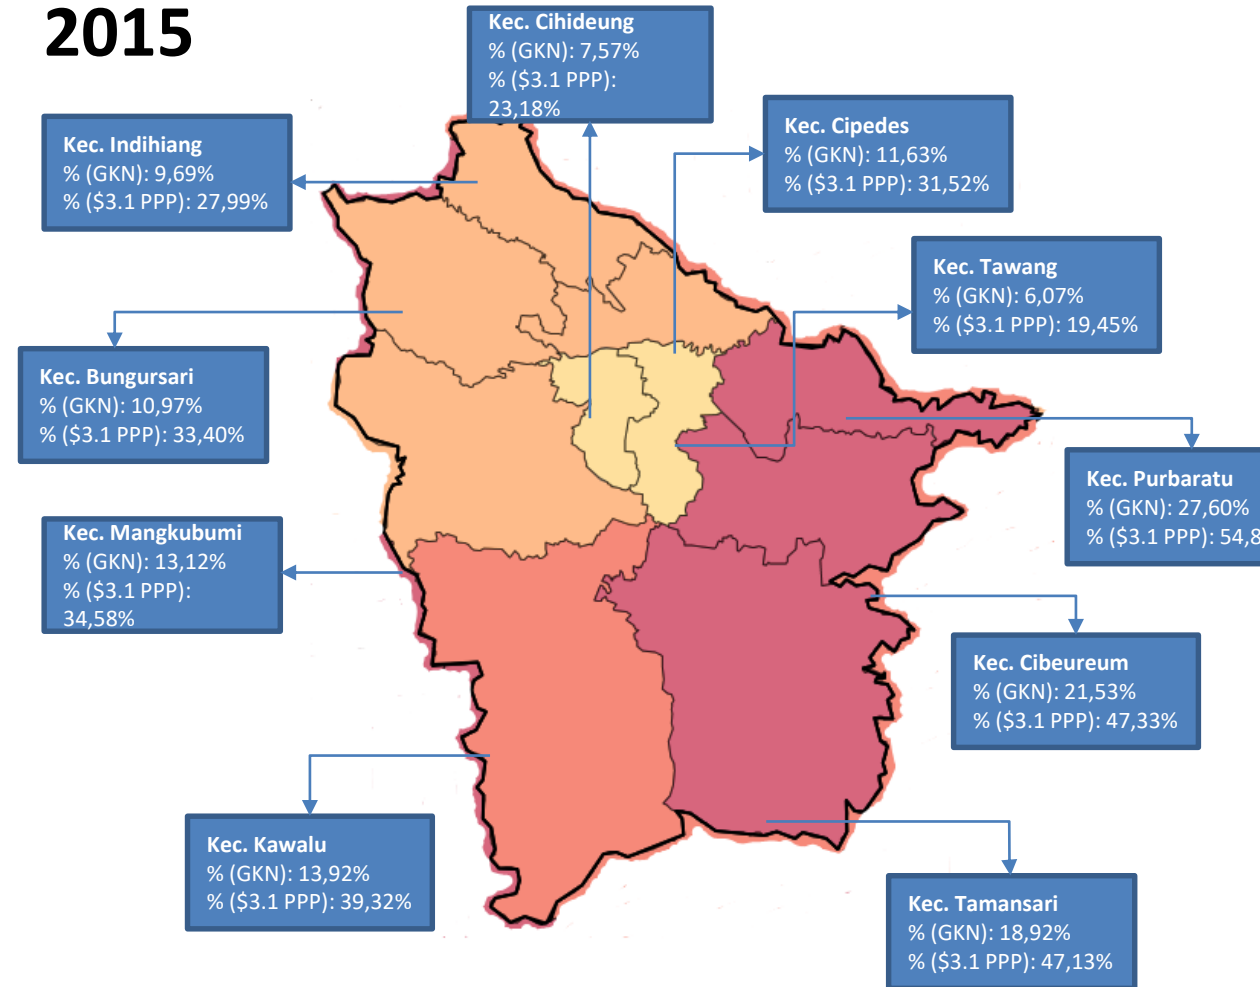 2015
Kec. Cihideung
% (GKN): 7,57%
% ($3.1 PPP):
23,18%
Kec. Indihiang
% (GKN): 9,69%
% ($3.1 PPP): 27,99%
Kec. Cipedes
% (GKN): 11,63%
% ($3.1 PPP): 31,52%
Kec. Tawang
% (GKN): 6,07%
% ($3.1 PPP): 19,45%
Kec. Bungursari
% (GKN): 10,97%
% ($3.1 PPP): 33,40%
Kec. Purbaratu
% (GKN): 27,60%
% ($3.1 PPP): 54,8
Kec. Mangkubumi
% (GKN): 13,12%
% ($3.1 PPP):
34,58%
Kec. Cibeureum
% (GKN): 21,53%
% ($3.1 PPP): 47,33%
Kec. Kawalu
% (GKN): 13,92%
% ($3.1 PPP): 39,32%
Kec. Tamansari
% (GKN): 18,92%
% ($3.1 PPP): 47,13%